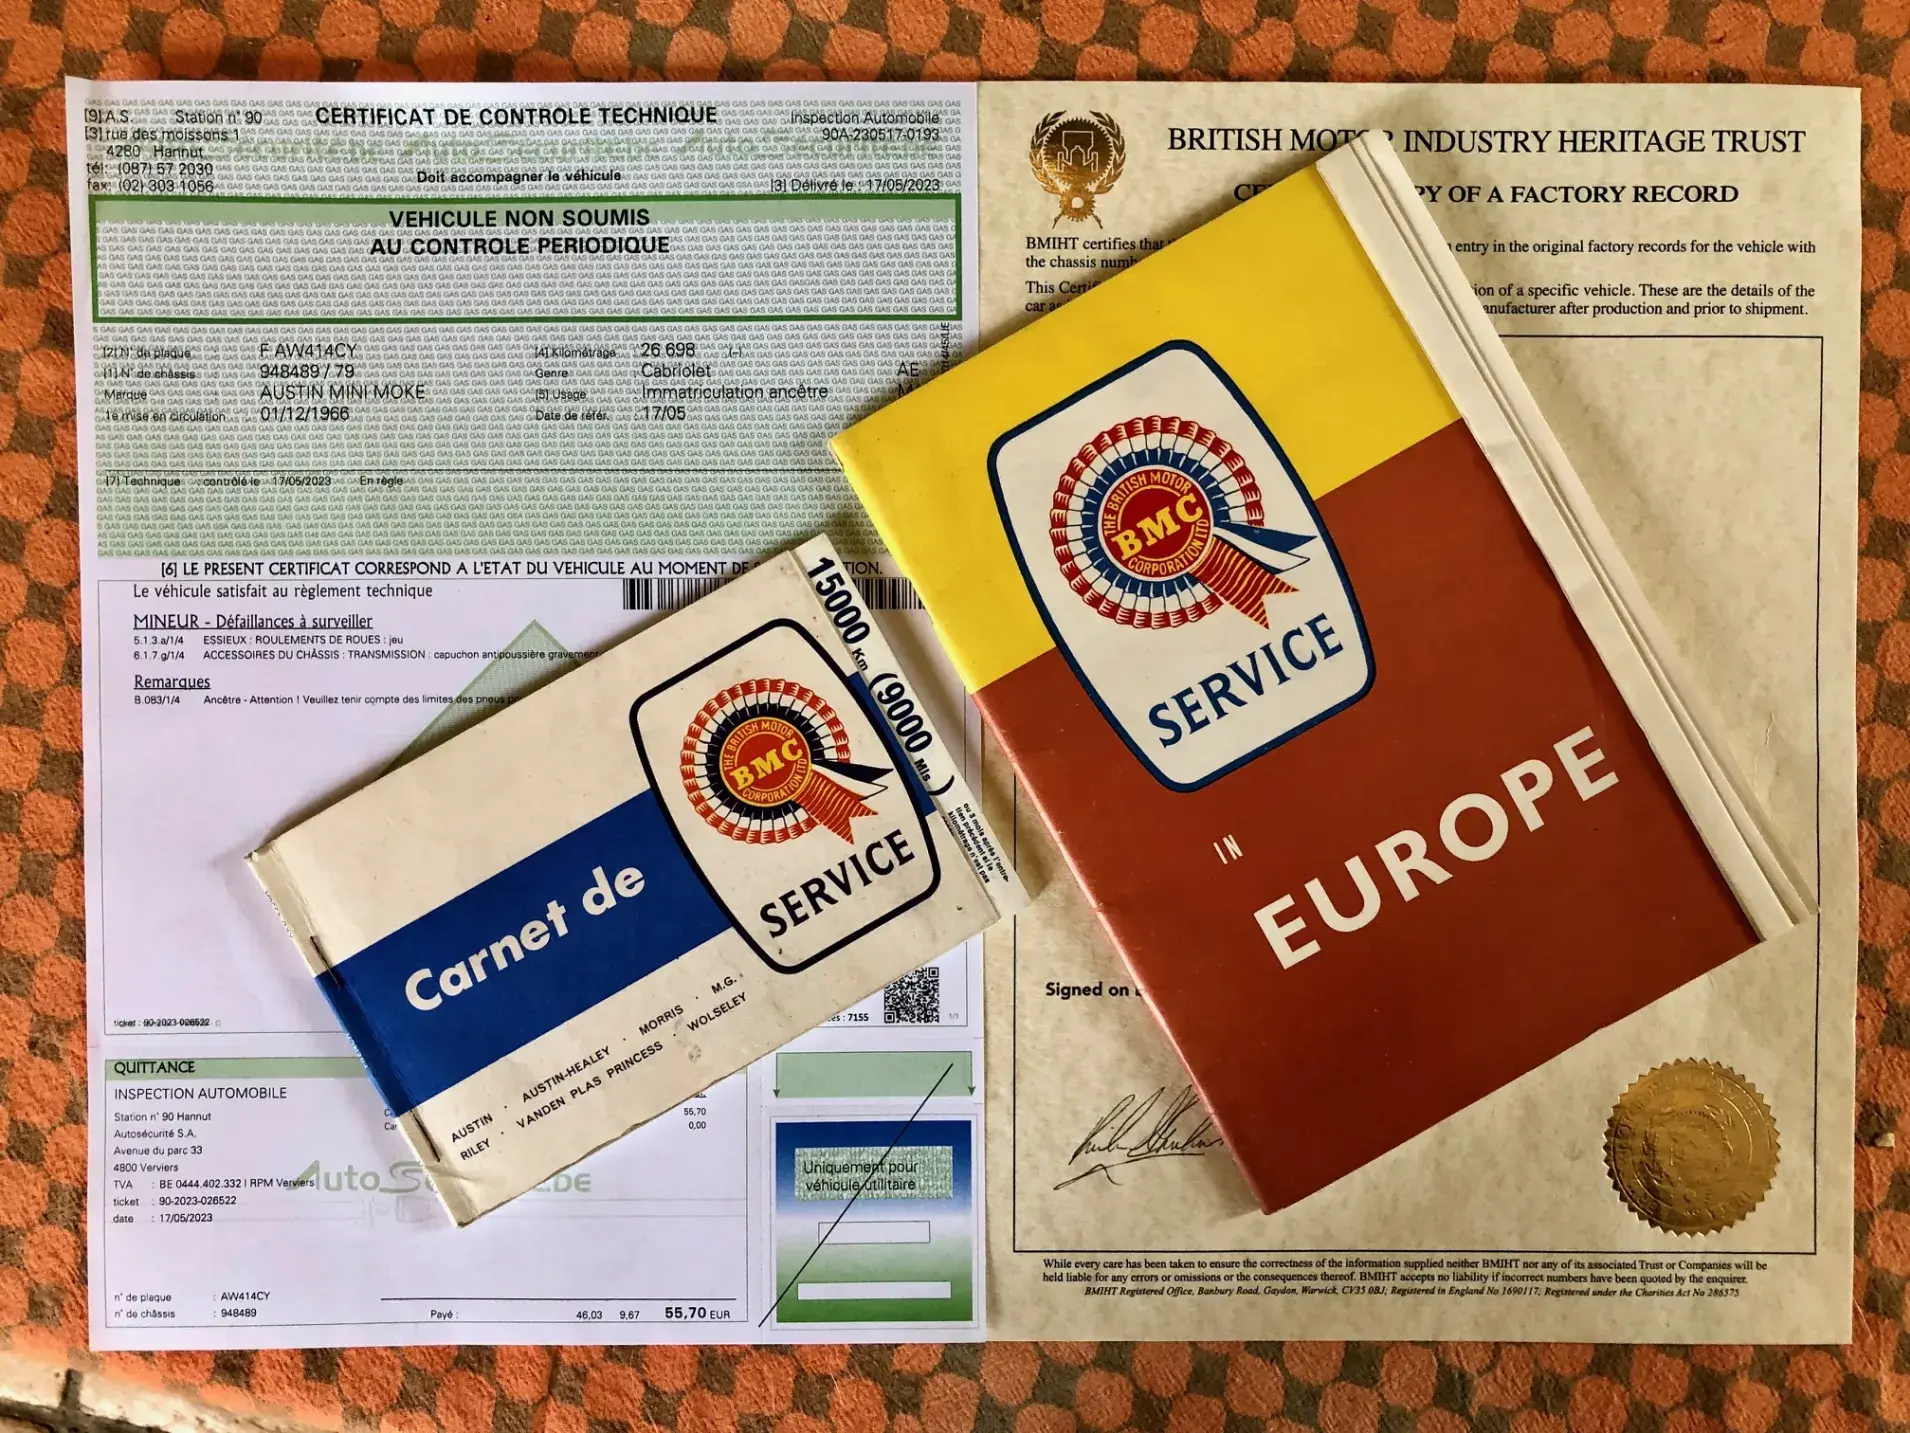 [9] A.S. Station n° 90
[3] rue des moissons 1
4280 Hannut
tél: (087) 57 2030
fax: (02) 303 1056
CERTIFICAT DE CONTROLE TECHNIQUE
Doit accompagner le véhicule
Inspection Automobile
90A-230517-0193
[3] Délivré le : 17/05/2023
VEHICULE NON SOUMIS
AU CONTROLE PERIODIQUE
[2] N° de plaque F AW414CY [4] Kilométrage : 26 698 (-)
[1] N° de châssis 948489 / 79 Genre Cabriolet AE
Marque AUSTIN MINI MOKE [5] Usage Immatriculation ancêtre
1e mise en circulation 01/12/1966 Date de référ. : 17/05
[7] Technique : contrôlé le 17/05/2023 En règle
[6] LE PRESENT CERTIFICAT CORRESPOND A L'ETAT DU VEHICULE AU MOMENT DE
Le véhicule satisfait au règlement technique
MINEUR - Défaillances à surveiller
5.1.3.a/1/4 ESSIEUX : ROULEMENTS DE ROUES : jeu
6.1.7.g/1/4 ACCESSOIRES DU CHÂSSIS : TRANSMISSION : capuchon antipoussière
Remarques
B.083/1/4 Ancêtre - Attention ! Veuillez tenir compte des limites des pneus
ticket : 90-2023-026522
: 7155
1/1
QUITTANCE
INSPECTION AUTOMOBILE
Station n° 90 Hannut
Autosécurité S.A.
Avenue du parc 33
4800 Verviers
TVA : BE 0444.402.332 | RPM Verviers
ticket : 90-2023-026522
date : 17/05/2023
55,70
0,00
n° de plaque : AW414CY
n° de châssis : 948489
Payé : 46,03 9,67 55,70 EUR
Uniquement pour
véhicule utilitaire
15000 Km (9000 Mls.)
ou 3 mois après l'entre-
tien précédent si le
kilométrage n'est pas
THE BRITISH MOTOR
BMC
CORPORATION LTD
SERVICE
Carnet de
AUSTIN · AUSTIN-HEALEY · MORRIS · M.G.
RILEY · VANDEN PLAS PRINCESS · WOLSELEY
THE BRITISH MOTOR
BMC
CORPORATION LTD
SERVICE
IN
EUROPE
BRITISH MOTOR INDUSTRY HERITAGE TRUST
PY OF A FACTORY RECORD
BMIHT certifies that entry in the original factory records for the vehicle with
the chassis
This ion of a specific vehicle. These are the details of the
car anufacturer after production and prior to shipment.
Signed on
While every care has been taken to ensure the correctness of the information supplied neither BMIHT nor any of its associated Trust or Companies will be
held liable for any errors or omissions or the consequences thereof. BMIHT accepts no liability if incorrect numbers have been quoted by the enquirer.
BMIHT Registered Office, Banbury Road, Gaydon, Warwick, CV35 0BJ; Registered in England No 1690117; Registered under the Charities Act No 286575